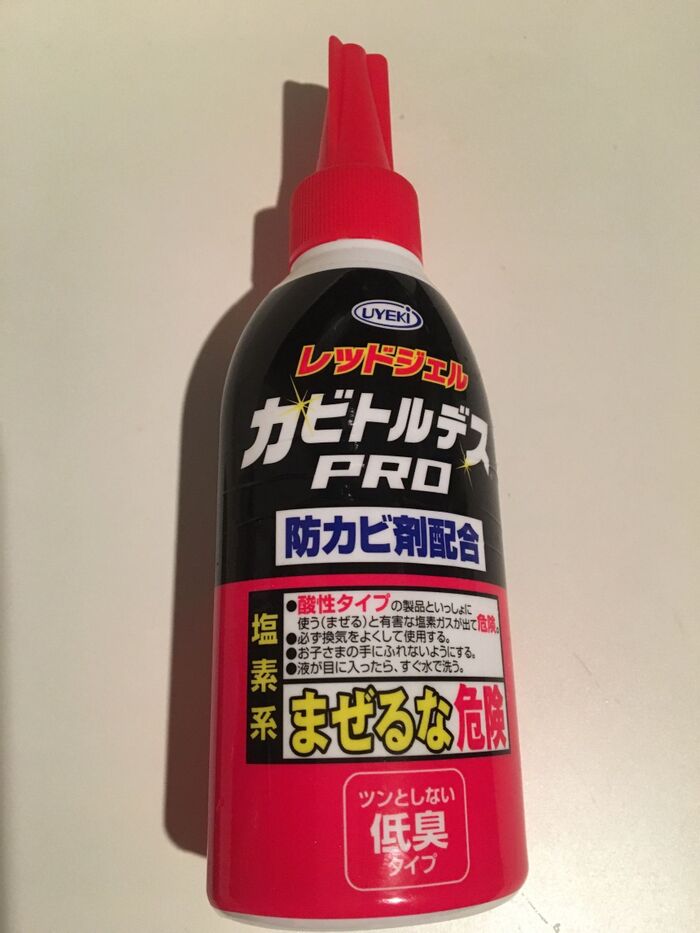 UYEKI
レッドジェル
カビトルデス
PRO
防カビ剤配合
塩素系
●酸性タイプの製品といっしょに
使う(まぜる)と有害な塩素ガスが出て危険。
●必ず換気をよくして使用する。
●お子さまの手にふれないようにする。
●液が目に入ったら、すぐ水で洗う。
まぜるな危険
ツンとしない
低臭
タイプ